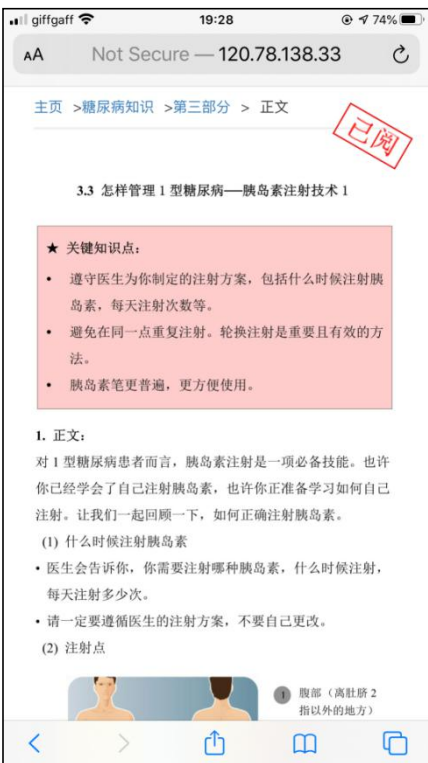 giffgaff 19:28 74%
AA Not Secure — 120.78.138.33
主页 >糖尿病知识 >第三部分 > 正文
已阅
3.3 怎样管理 1 型糖尿病──胰岛素注射技术 1
★ 关键知识点：
• 遵守医生为你制定的注射方案，包括什么时候注射胰
岛素，每天注射次数等。
• 避免在同一点重复注射。轮换注射是重要且有效的方
法。
• 胰岛素笔更普遍，更方便使用。
1. 正文：
对 1 型糖尿病患者而言，胰岛素注射是一项必备技能。也许
你已经学会了自己注射胰岛素，也许你正准备学习如何自己
注射。让我们一起回顾一下，如何正确注射胰岛素。
(1) 什么时候注射胰岛素
• 医生会告诉你，你需要注射哪种胰岛素，什么时候注射，
每天注射多少次。
• 请一定要遵循医生的注射方案，不要自己更改。
(2) 注射点
1 腹部（离肚脐 2
指以外的地方）